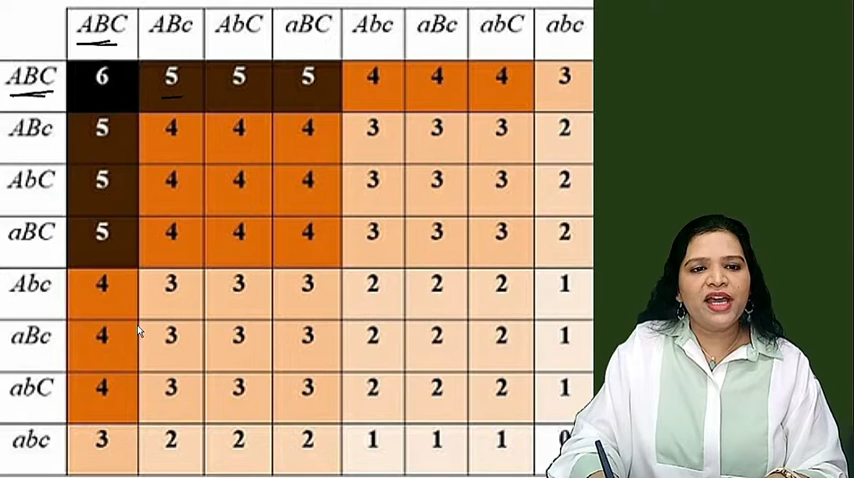 ABC ABc AbC aBC Abc aBc abC abc
ABC 6 5 5 5 4 4 4 3
ABc 5 4 4 4 3 3 3 2
AbC 5 4 4 4 3 3 3 2
aBC 5 4 4 4 3 3 3 2
Abc 4 3 3 3 2 2 2 1
aBc 4 3 3 3 2 2 2 1
abC 4 3 3 3 2 2 2 1
abc 3 2 2 2 1 1 1 0